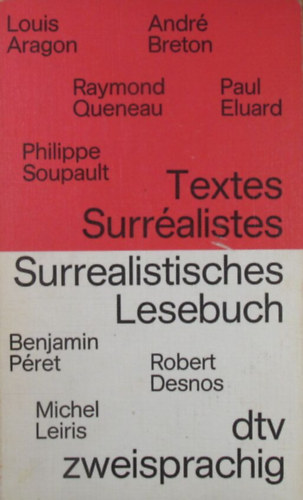 Louis
Aragon
André
Breton
Raymond
Queneau
Paul
Eluard
Philippe
Soupault
Textes
Surréalistes
Surrealistisches
Lesebuch
Benjamin
Péret
Robert
Desnos
Michel
Leiris
dtv
zweisprachig